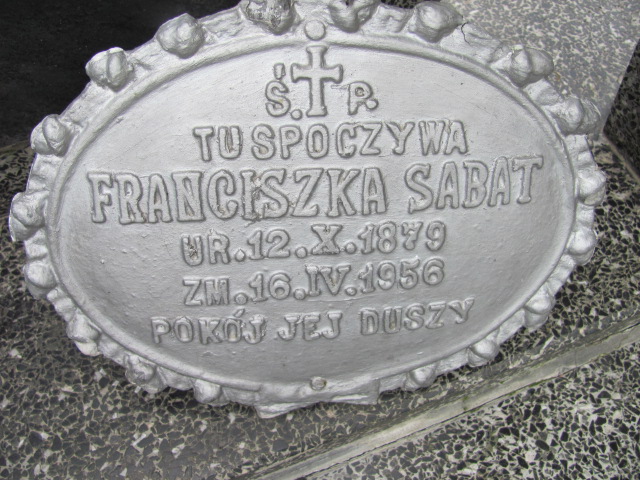 Ś. P.
TU SPOCZYWA
FRANCISZKA SABAT
UR. 12. X. 1879
ZM. 16. IV. 1956
POKÓJ JEJ DUSZY